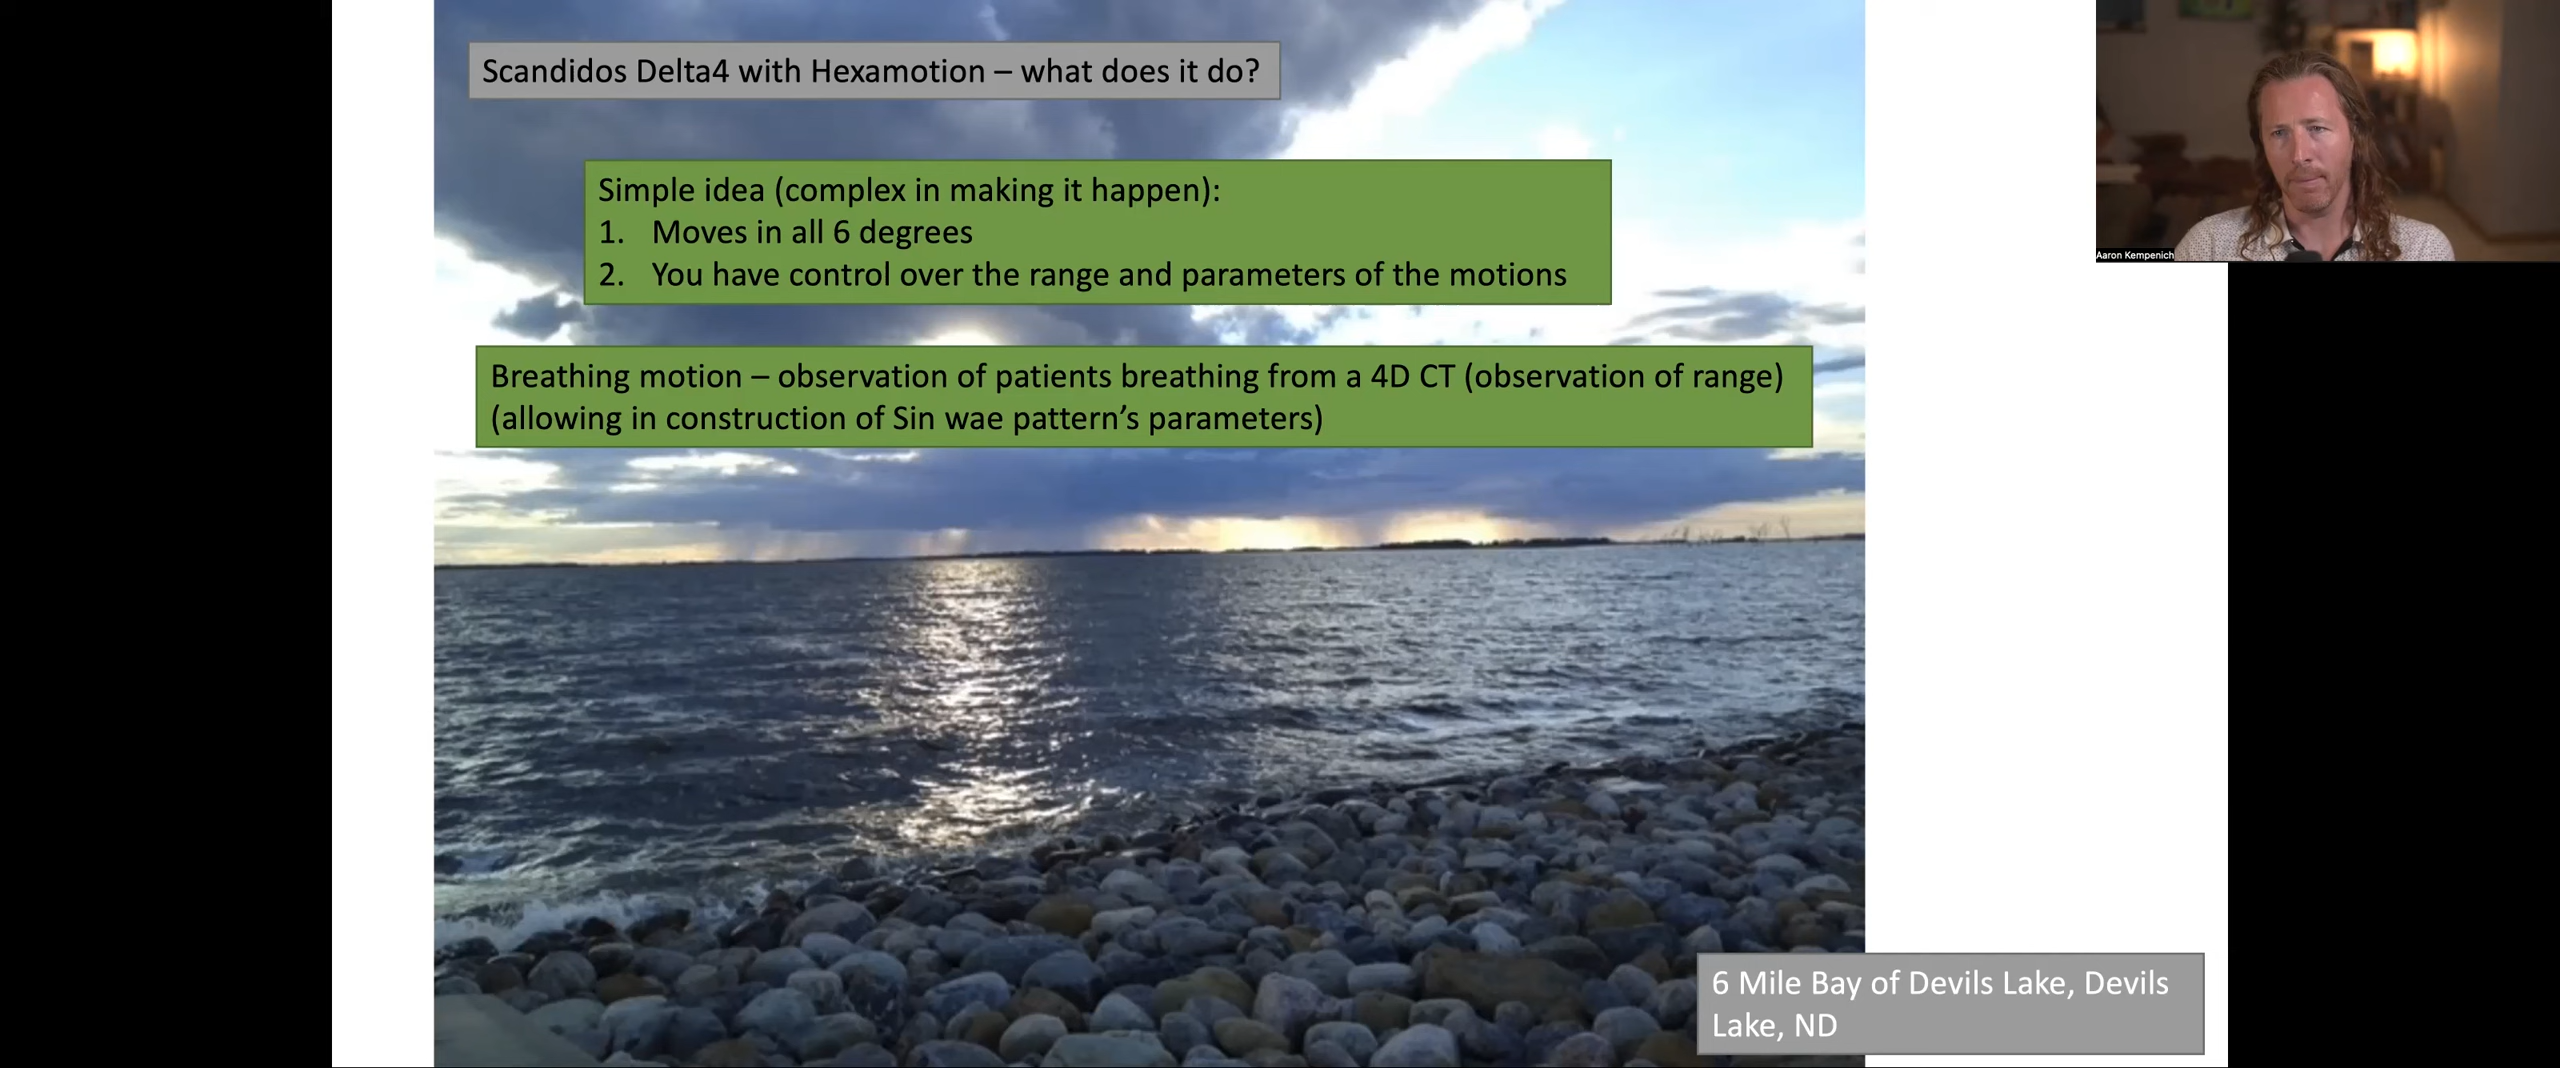 Scandidos Delta4 with Hexamotion – what does it do?
Simple idea (complex in making it happen):
1. Moves in all 6 degrees
2. You have control over the range and parameters of the motions
Breathing motion – observation of patients breathing from a 4D CT (observation of range)
(allowing in construction of Sin wae pattern’s parameters)
6 Mile Bay of Devils Lake, Devils
Lake, ND
Aaron Kempenich